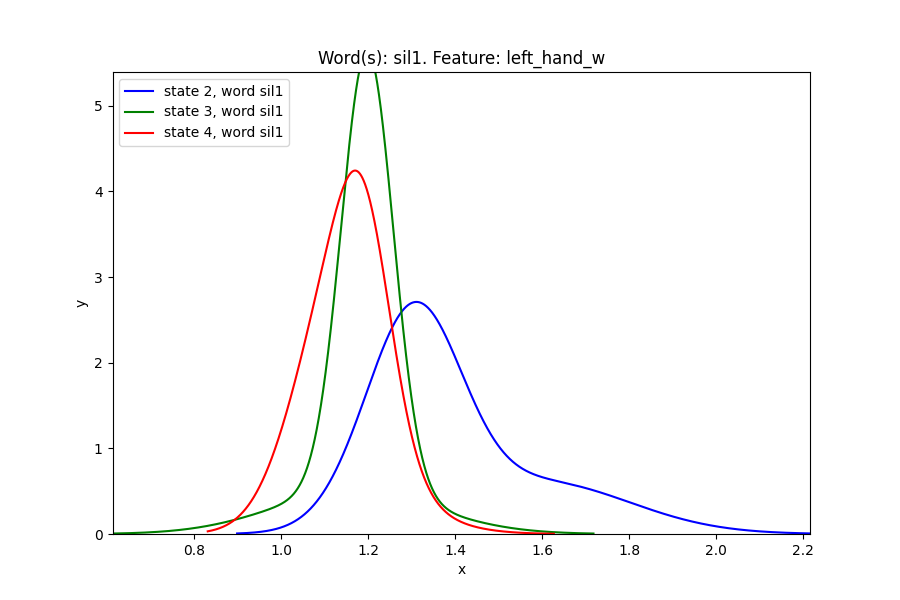 Word(s): sil1. Feature: left_hand_w
state 2, word sil1
state 3, word sil1
state 4, word sil1
5
4
3
2
1
0
y
0.8 1.0 1.2 1.4 1.6 1.8 2.0 2.2
x